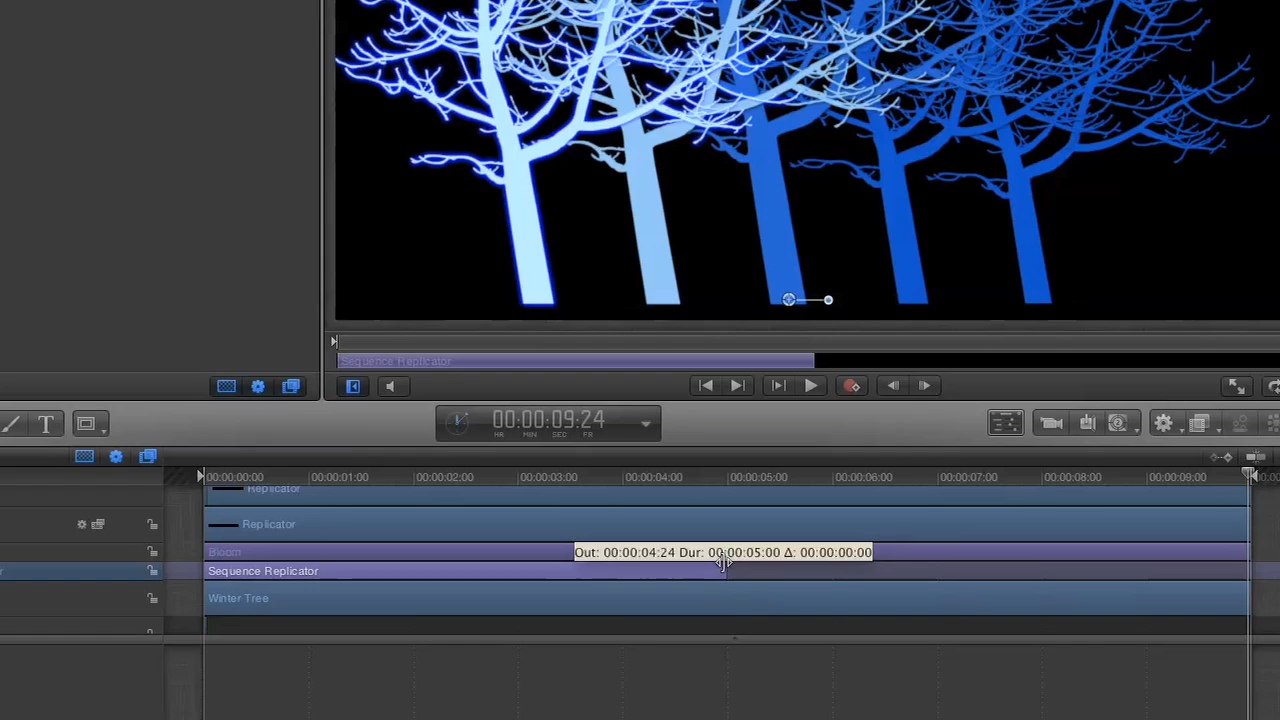 Sequence Replicator
T
00:00:09:24
HR MIN SEC FR
00:00:00:00 00:00:01:00 00:00:02:00 00:00:03:00 00:00:04:00 00:00:05:00 00:00:06:00 00:00:07:00 00:00:08:00 00:00:09:00
Replicator
Replicator
Bloom
Out: 00:00:04:24 Dur: 00:00:05:00 Δ: 00:00:00:00
Sequence Replicator
Winter Tree